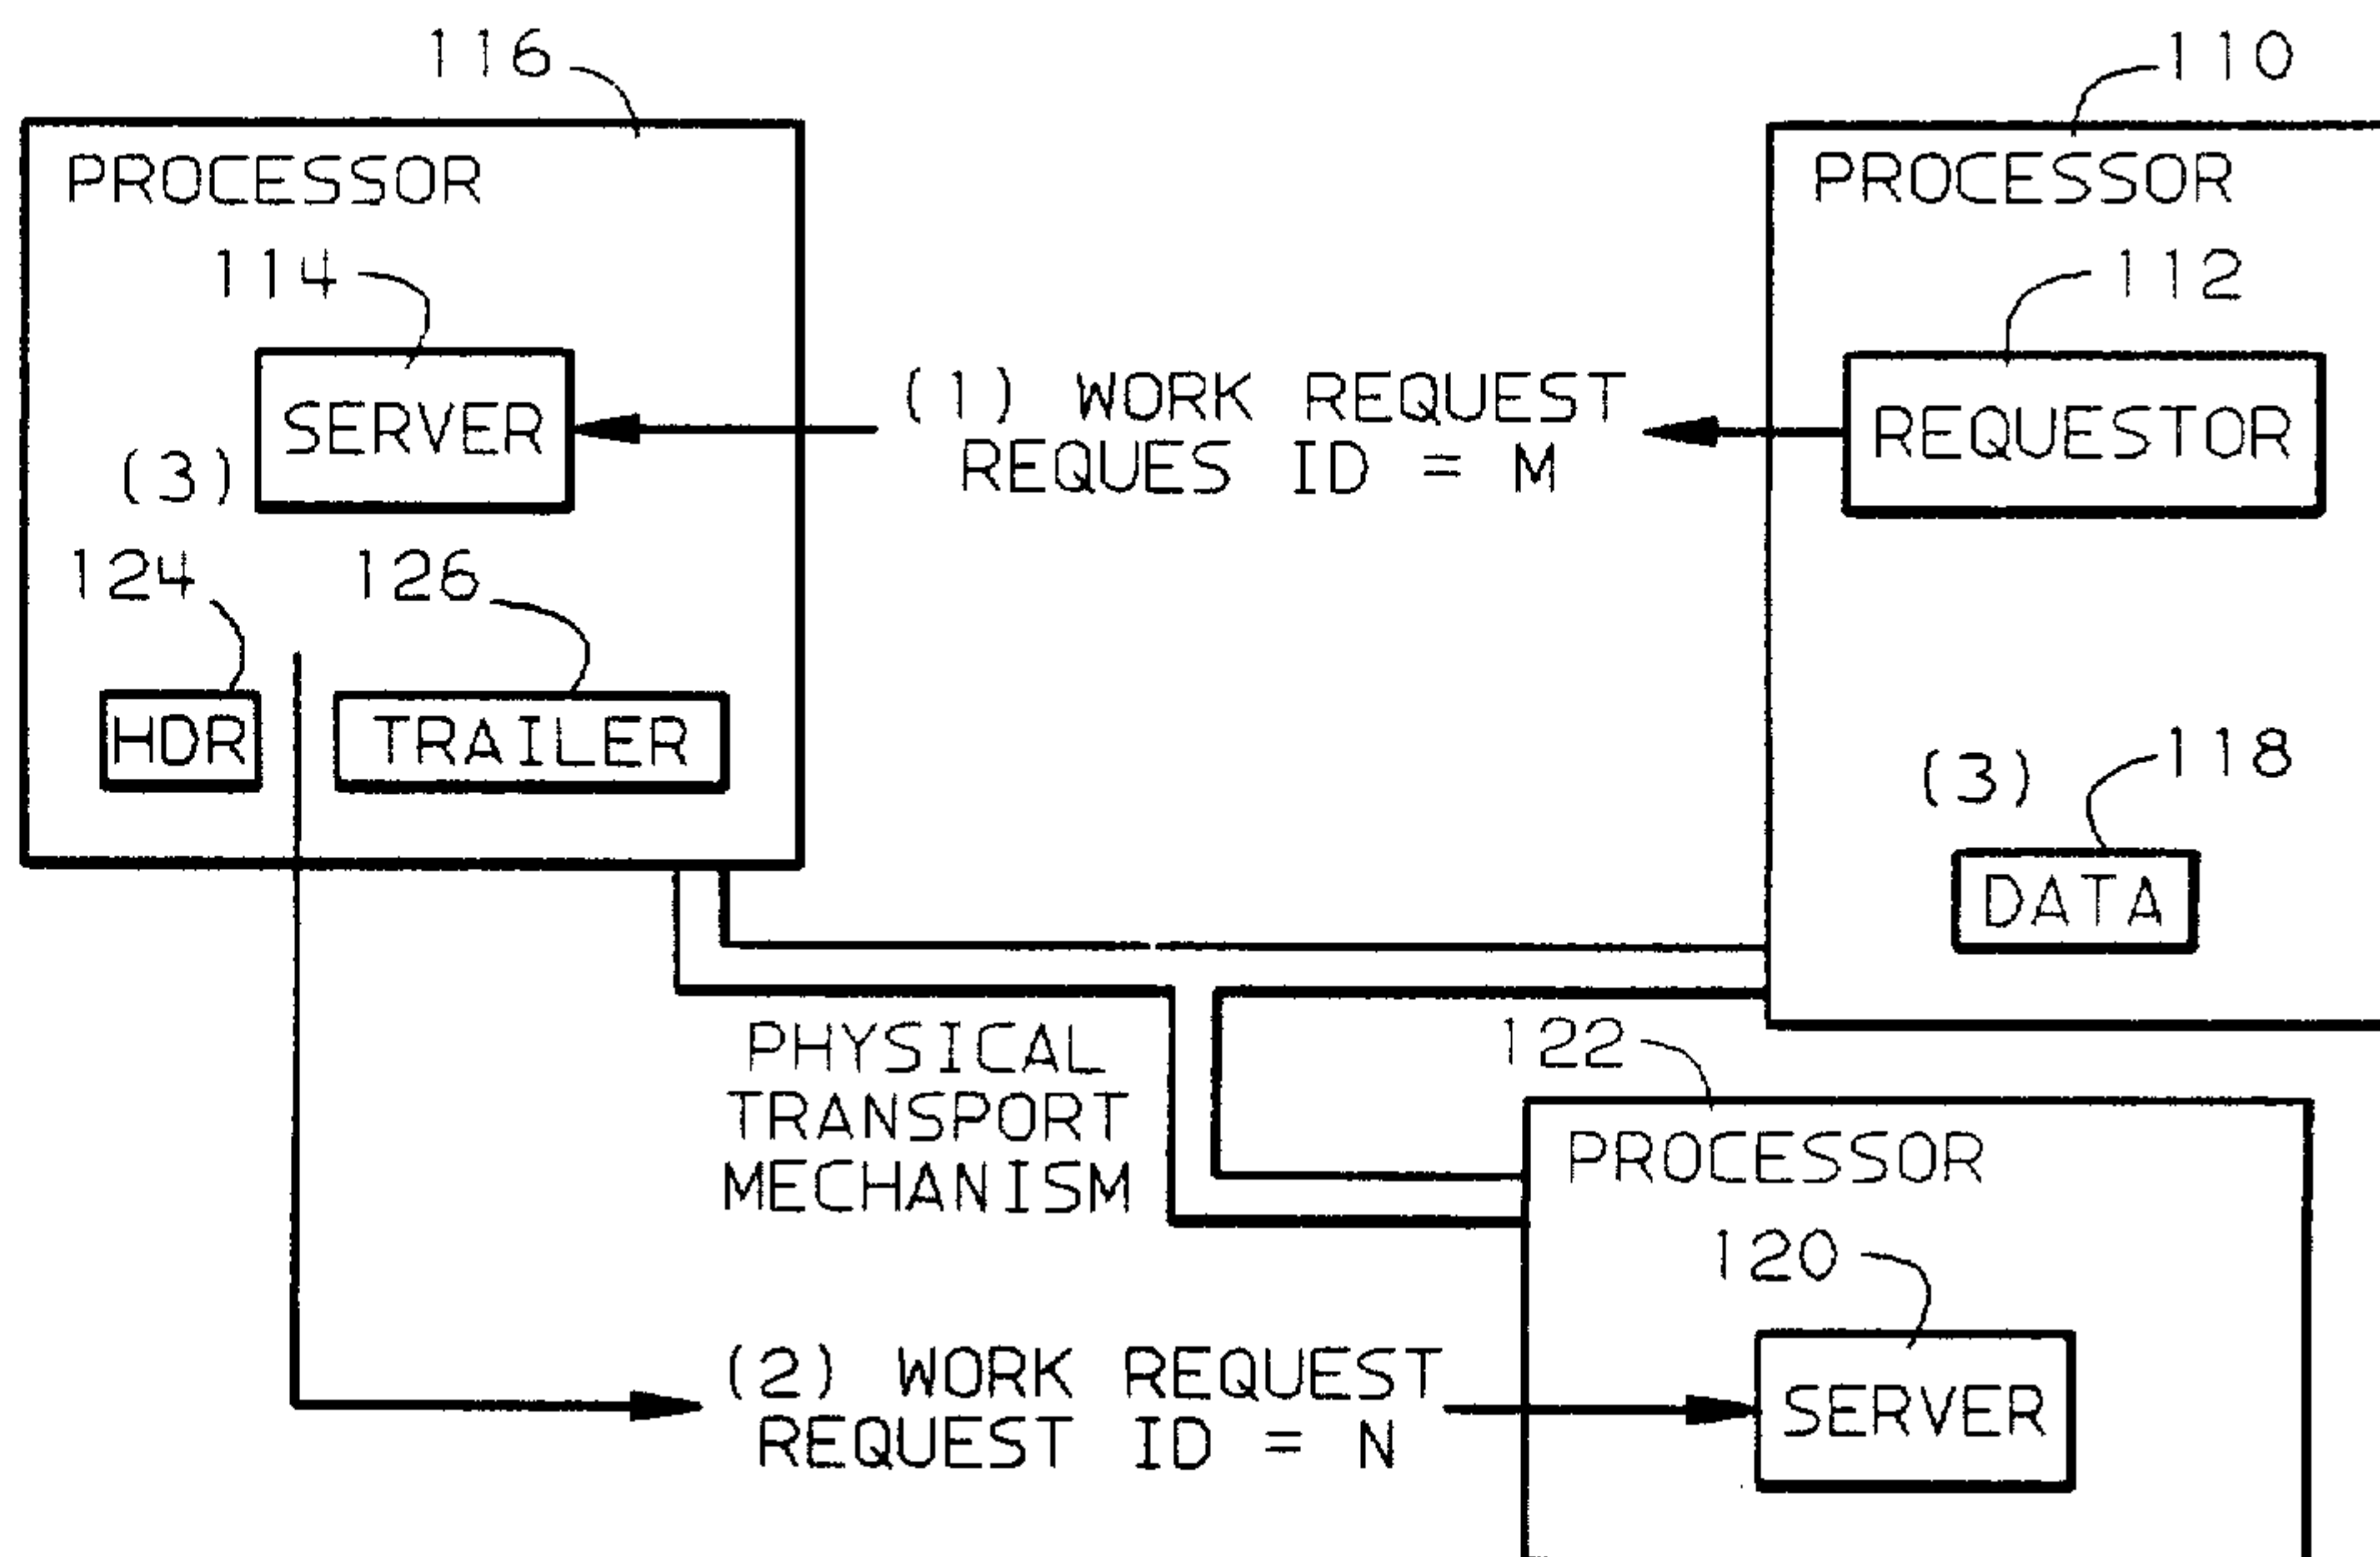 116
110
PROCESSOR
PROCESSOR
114
112
SERVER
(1) WORK REQUEST
REQUES ID = M
REQUESTOR
(3)
124
126
HDR
TRAILER
(3)
118
DATA
PHYSICAL
TRANSPORT
MECHANISM
122
PROCESSOR
120
(2) WORK REQUEST
REQUEST ID = N
SERVER